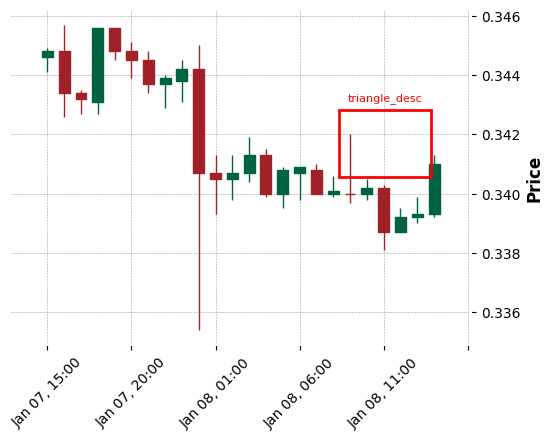 0.346
0.344
triangle_desc
0.342
0.340
0.338
0.336
Price
Jan 07, 15:00
Jan 07, 20:00
Jan 08, 01:00
Jan 08, 06:00
Jan 08, 11:00